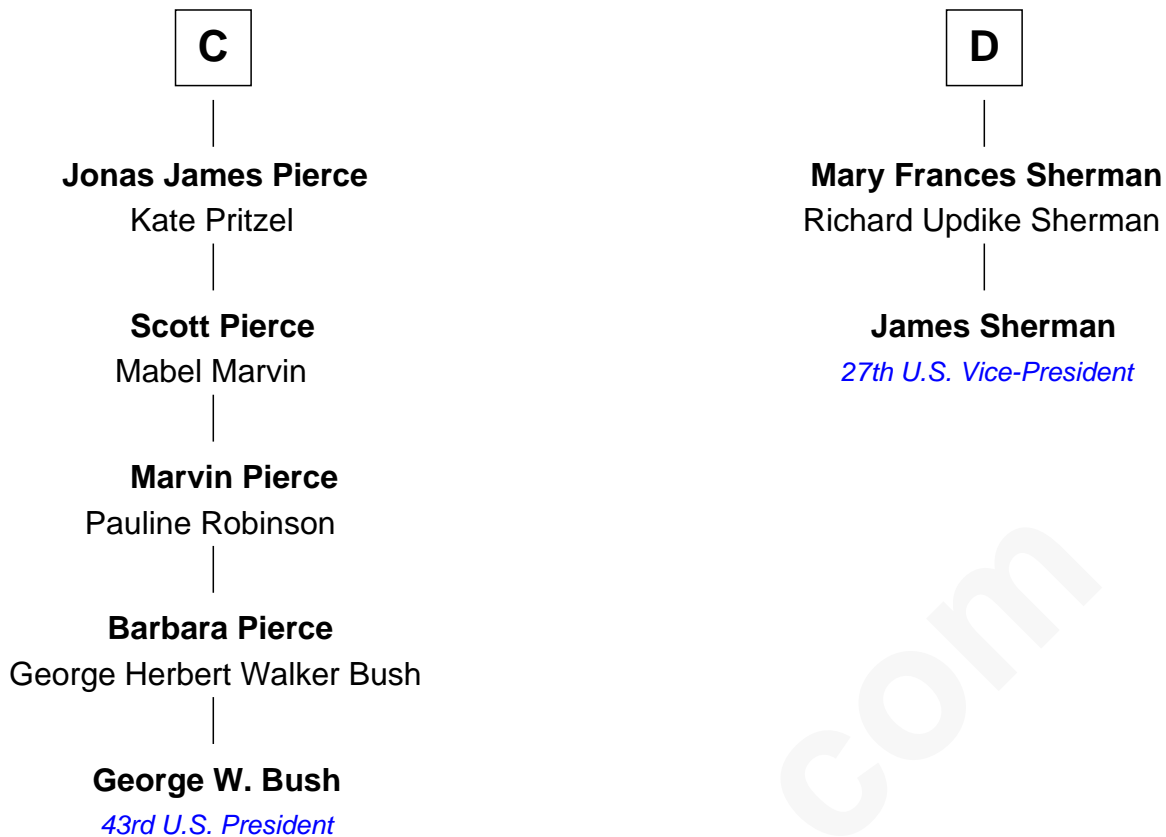 C
Jonas James Pierce
Kate Pritzel
Scott Pierce
Mabel Marvin
Marvin Pierce
Pauline Robinson
Barbara Pierce
George Herbert Walker Bush
George W. Bush
43rd U.S. President
D
Mary Frances Sherman
Richard Updike Sherman
James Sherman
27th U.S. Vice-President
com